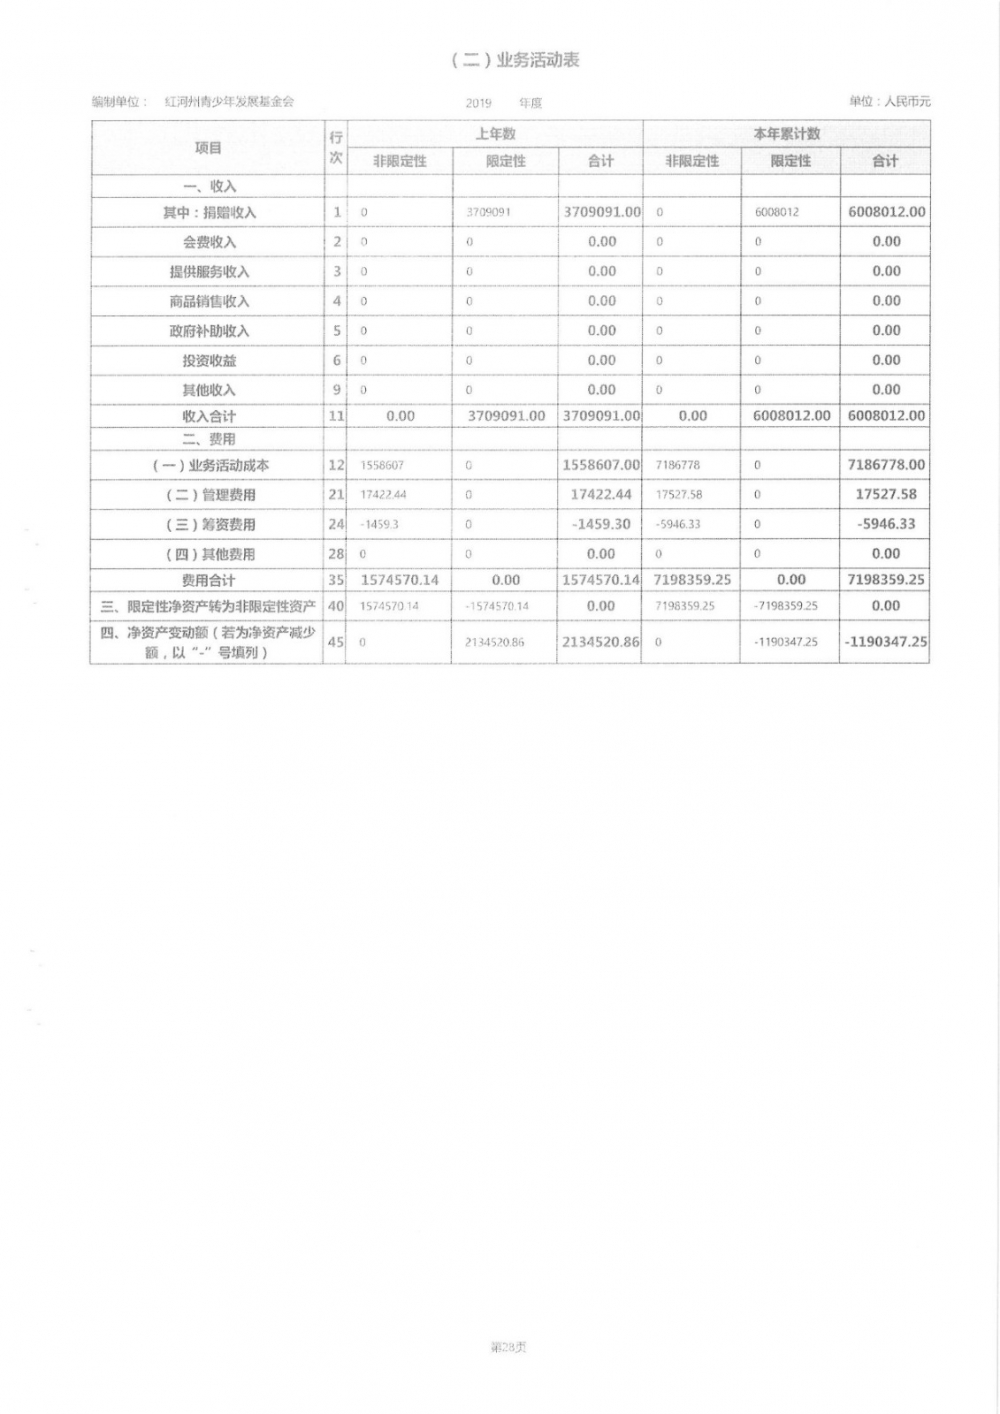 （二）业务活动表
编制单位： 红河州青少年发展基金会 2019 年度 单位：人民币元
项目 行次 上年数 本年累计数
非限定性 限定性 合计 非限定性 限定性 合计
一、收入
其中：捐赠收入 1 0 3709091 3709091.00 0 6008012 6008012.00
会费收入 2 0 0 0.00 0 0 0.00
提供服务收入 3 0 0 0.00 0 0 0.00
商品销售收入 4 0 0 0.00 0 0 0.00
政府补助收入 5 0 0 0.00 0 0 0.00
投资收益 6 0 0 0.00 0 0 0.00
其他收入 9 0 0 0.00 0 0 0.00
收入合计 11 0.00 3709091.00 3709091.00 0.00 6008012.00 6008012.00
二、费用
（一）业务活动成本 12 1558607 0 1558607.00 7186778 0 7186778.00
（二）管理费用 21 17422.44 0 17422.44 17527.58 0 17527.58
（三）筹资费用 24 -1459.3 0 -1459.30 -5946.33 0 -5946.33
（四）其他费用 28 0 0 0.00 0 0 0.00
费用合计 35 1574570.14 0.00 1574570.14 7198359.25 0.00 7198359.25
三、限定性净资产转为非限定性资产 40 1574570.14 -1574570.14 0.00 7198359.25 -7198359.25 0.00
四、净资产变动额（若为净资产减少
额，以“-”号填列） 45 0 2134520.86 2134520.86 0 -1190347.25 -1190347.25
第28页